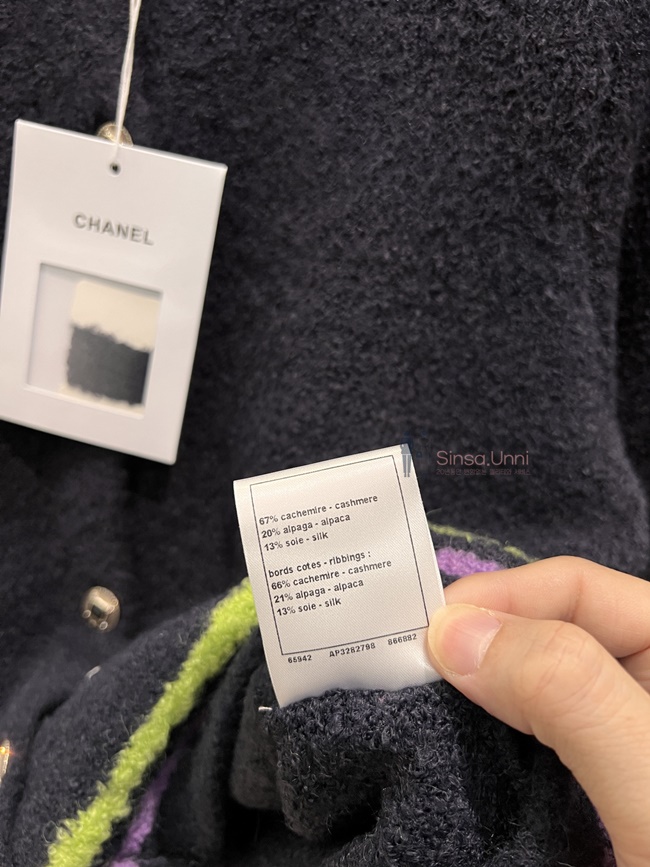 CHANEL
Sinsa.Unni
67% cachemire - cashmere
20% alpaga - alpaca
13% soie - silk
bords cotes - ribbings :
66% cachemire - cashmere
21% alpaga - alpaca
13% soie - silk
65942 AP3282798 866882